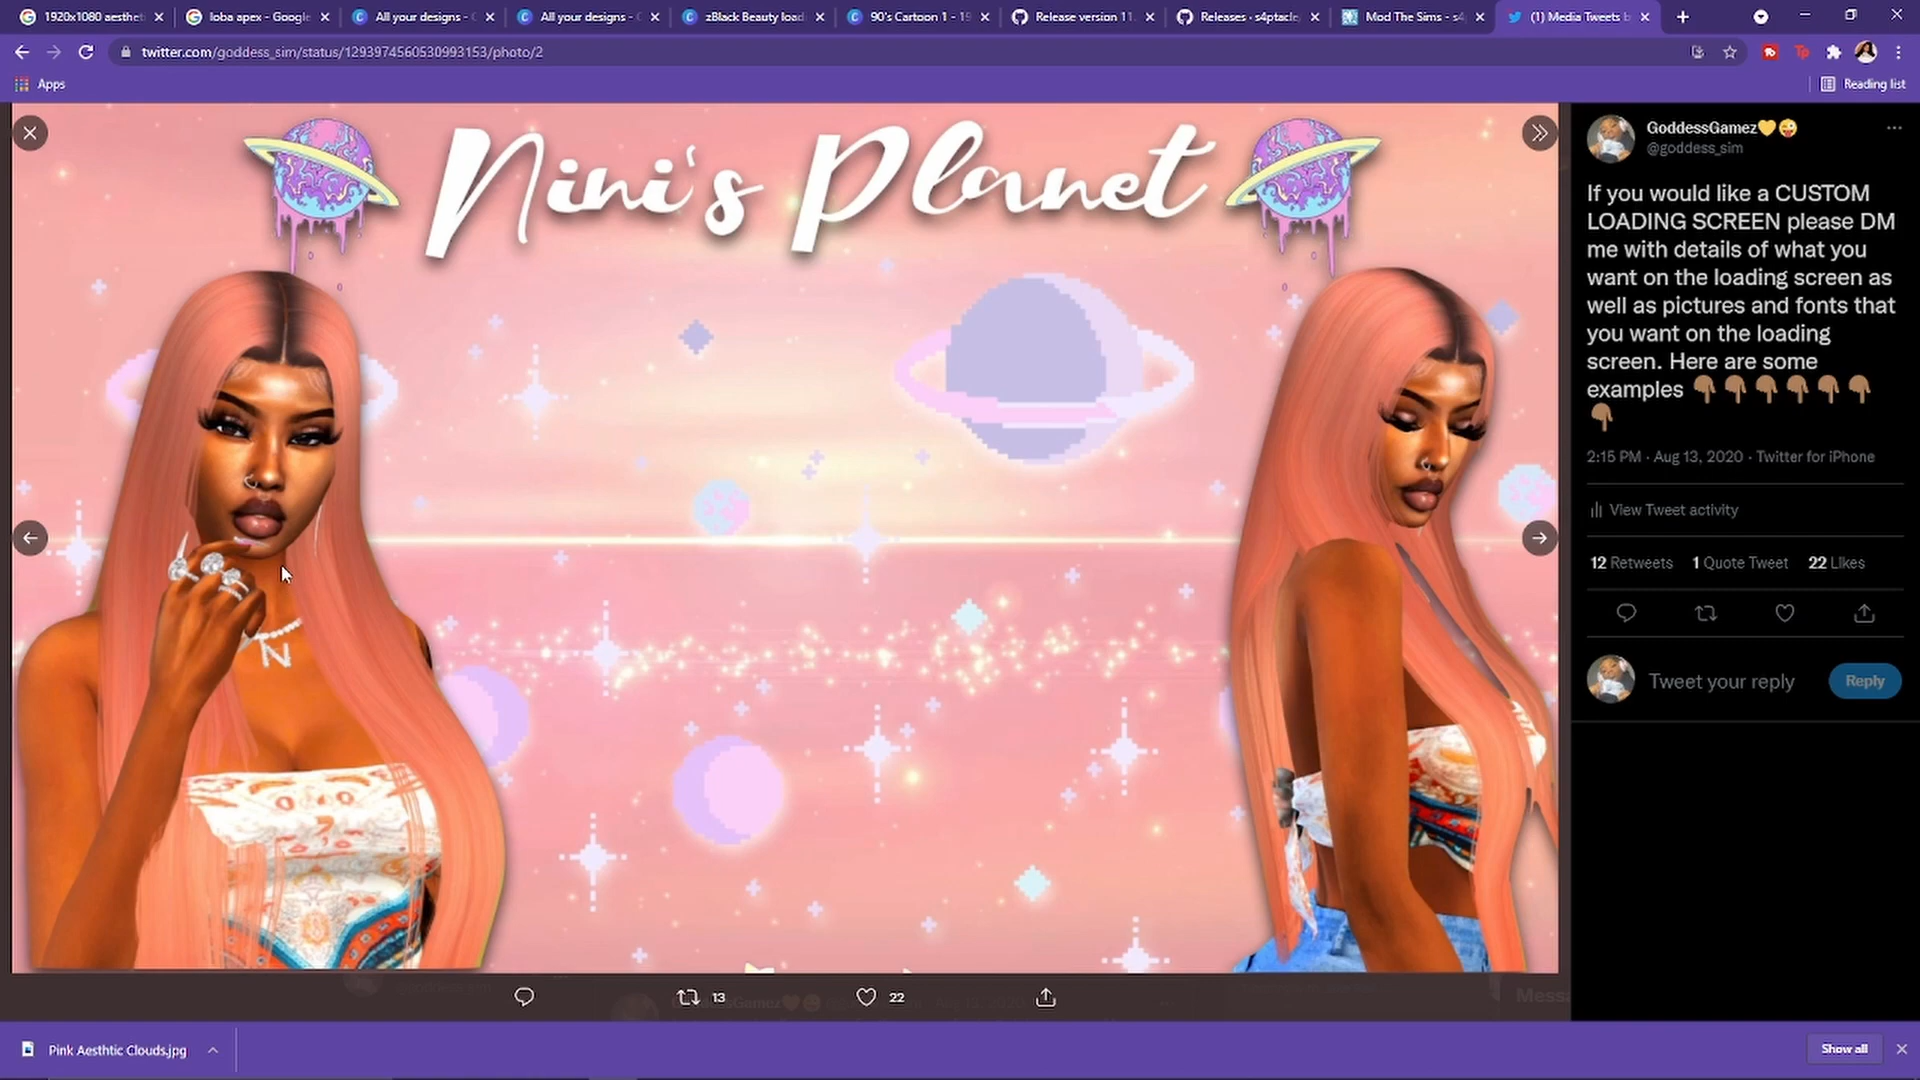 1920x1080 aestheti
loba apex - Google
All your designs - C
All your designs - C
zBlack Beauty load
90's Cartoon 1 - 19
Release version 11.
Releases · s4ptacle
Mod The Sims - s4
(1) Media Tweets b
twitter.com/goddess_sim/status/1293974560530993153/photo/2
Apps
Reading list
Nini's Planet
N
GoddessGamez💛😜
@goddess_sim
If you would like a CUSTOM
LOADING SCREEN please DM
me with details of what you
want on the loading screen as
well as pictures and fonts that
you want on the loading
screen. Here are some
examples 👇🏽👇🏽👇🏽👇🏽👇🏽👇🏽
👇🏽
2:15 PM · Aug 13, 2020 · Twitter for iPhone
View Tweet activity
12 Retweets 1 Quote Tweet 22 Likes
Tweet your reply
Reply
13
22
Messa
Pink Aesthtic Clouds.jpg
Show all